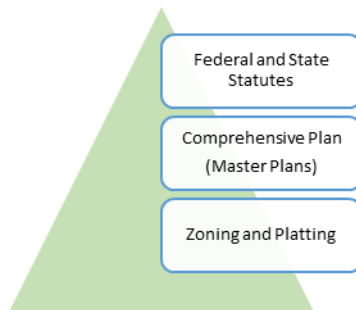 Federal and State
Statutes
Comprehensive Plan
(Master Plans)
Zoning and Platting